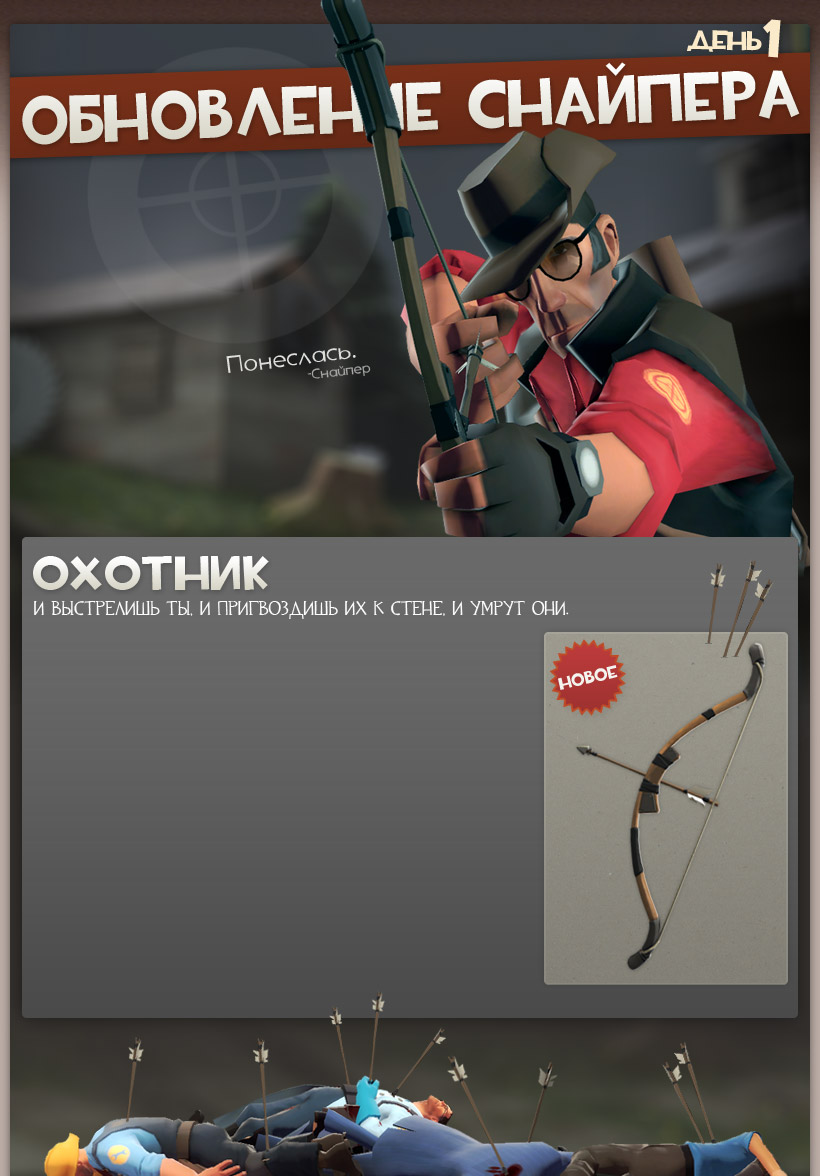 ДЕНЬ 1
ОБНОВЛЕНИЕ СНАЙПЕРА
Понеслась.
-Снайпер
ОХОТНИК
И ВЫСТРЕЛИШЬ ТЫ, И ПРИГВОЗДИШЬ ИХ К СТЕНЕ, И УМРУТ ОНИ.
НОВОЕ